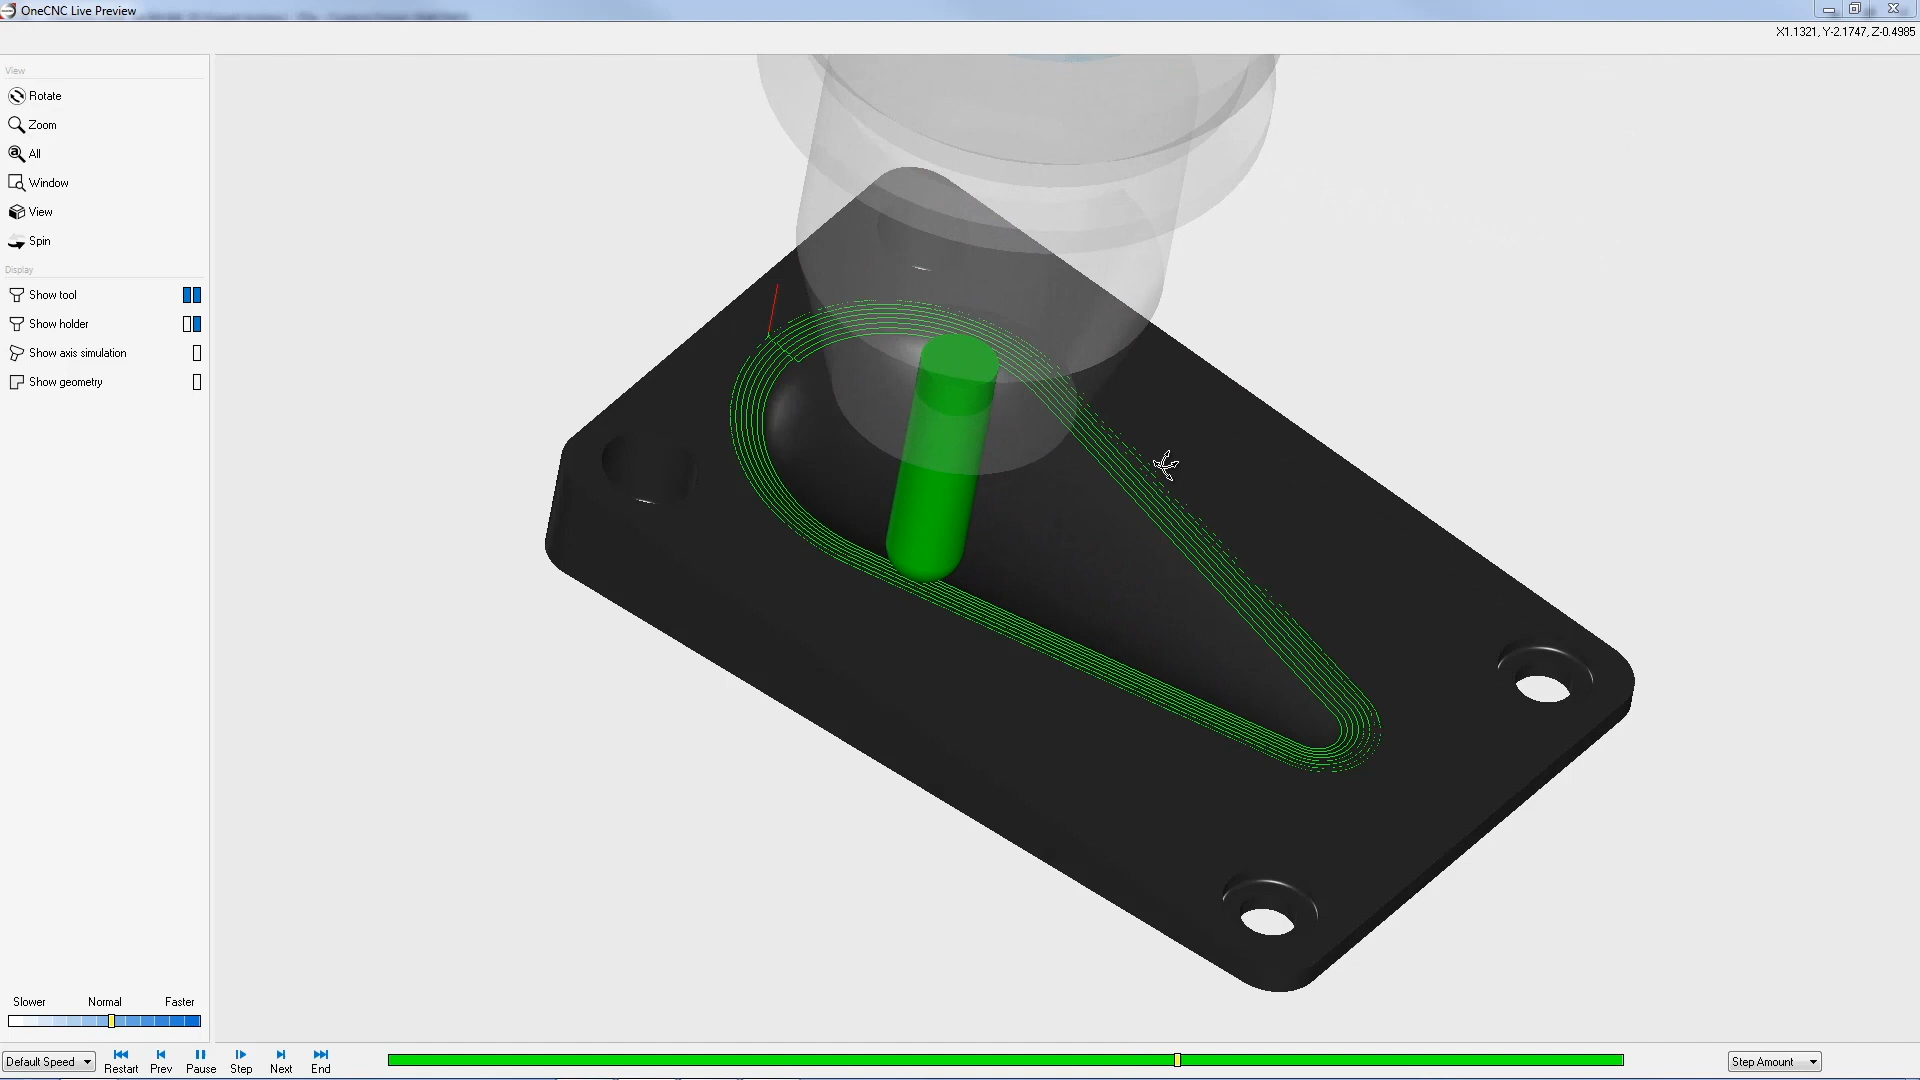 OneCNC Live Preview
X1.1321, Y-2.1747, Z-0.4985
View
Rotate
Zoom
All
Window
View
Spin
Display
Show tool
Show holder
Show axis simulation
Show geometry
Slower Normal Faster
Default Speed Restart Prev Pause Step Next End Step Amount